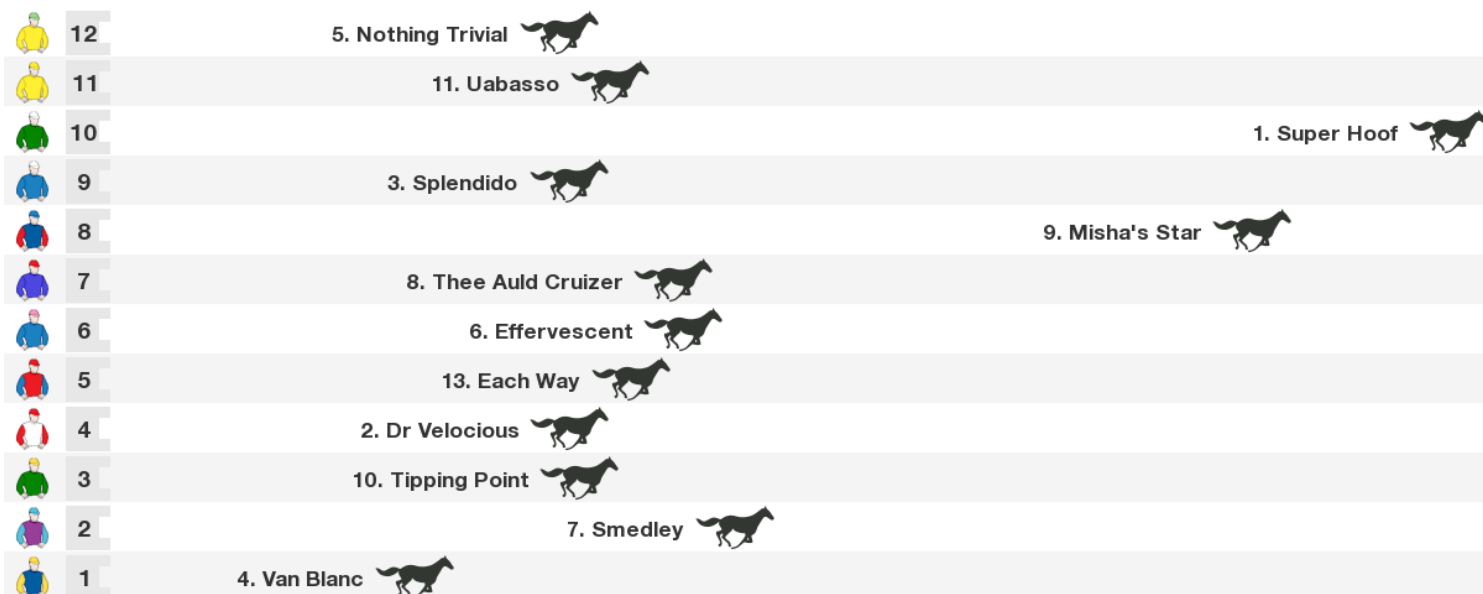 12 5. Nothing Trivial
11 11. Uabasso
10 1. Super Hoof
9 3. Splendido
8 9. Misha's Star
7 8. Thee Auld Cruizer
6 6. Effervescent
5 13. Each Way
4 2. Dr Velocious
3 10. Tipping Point
2 7. Smedley
1 4. Van Blanc